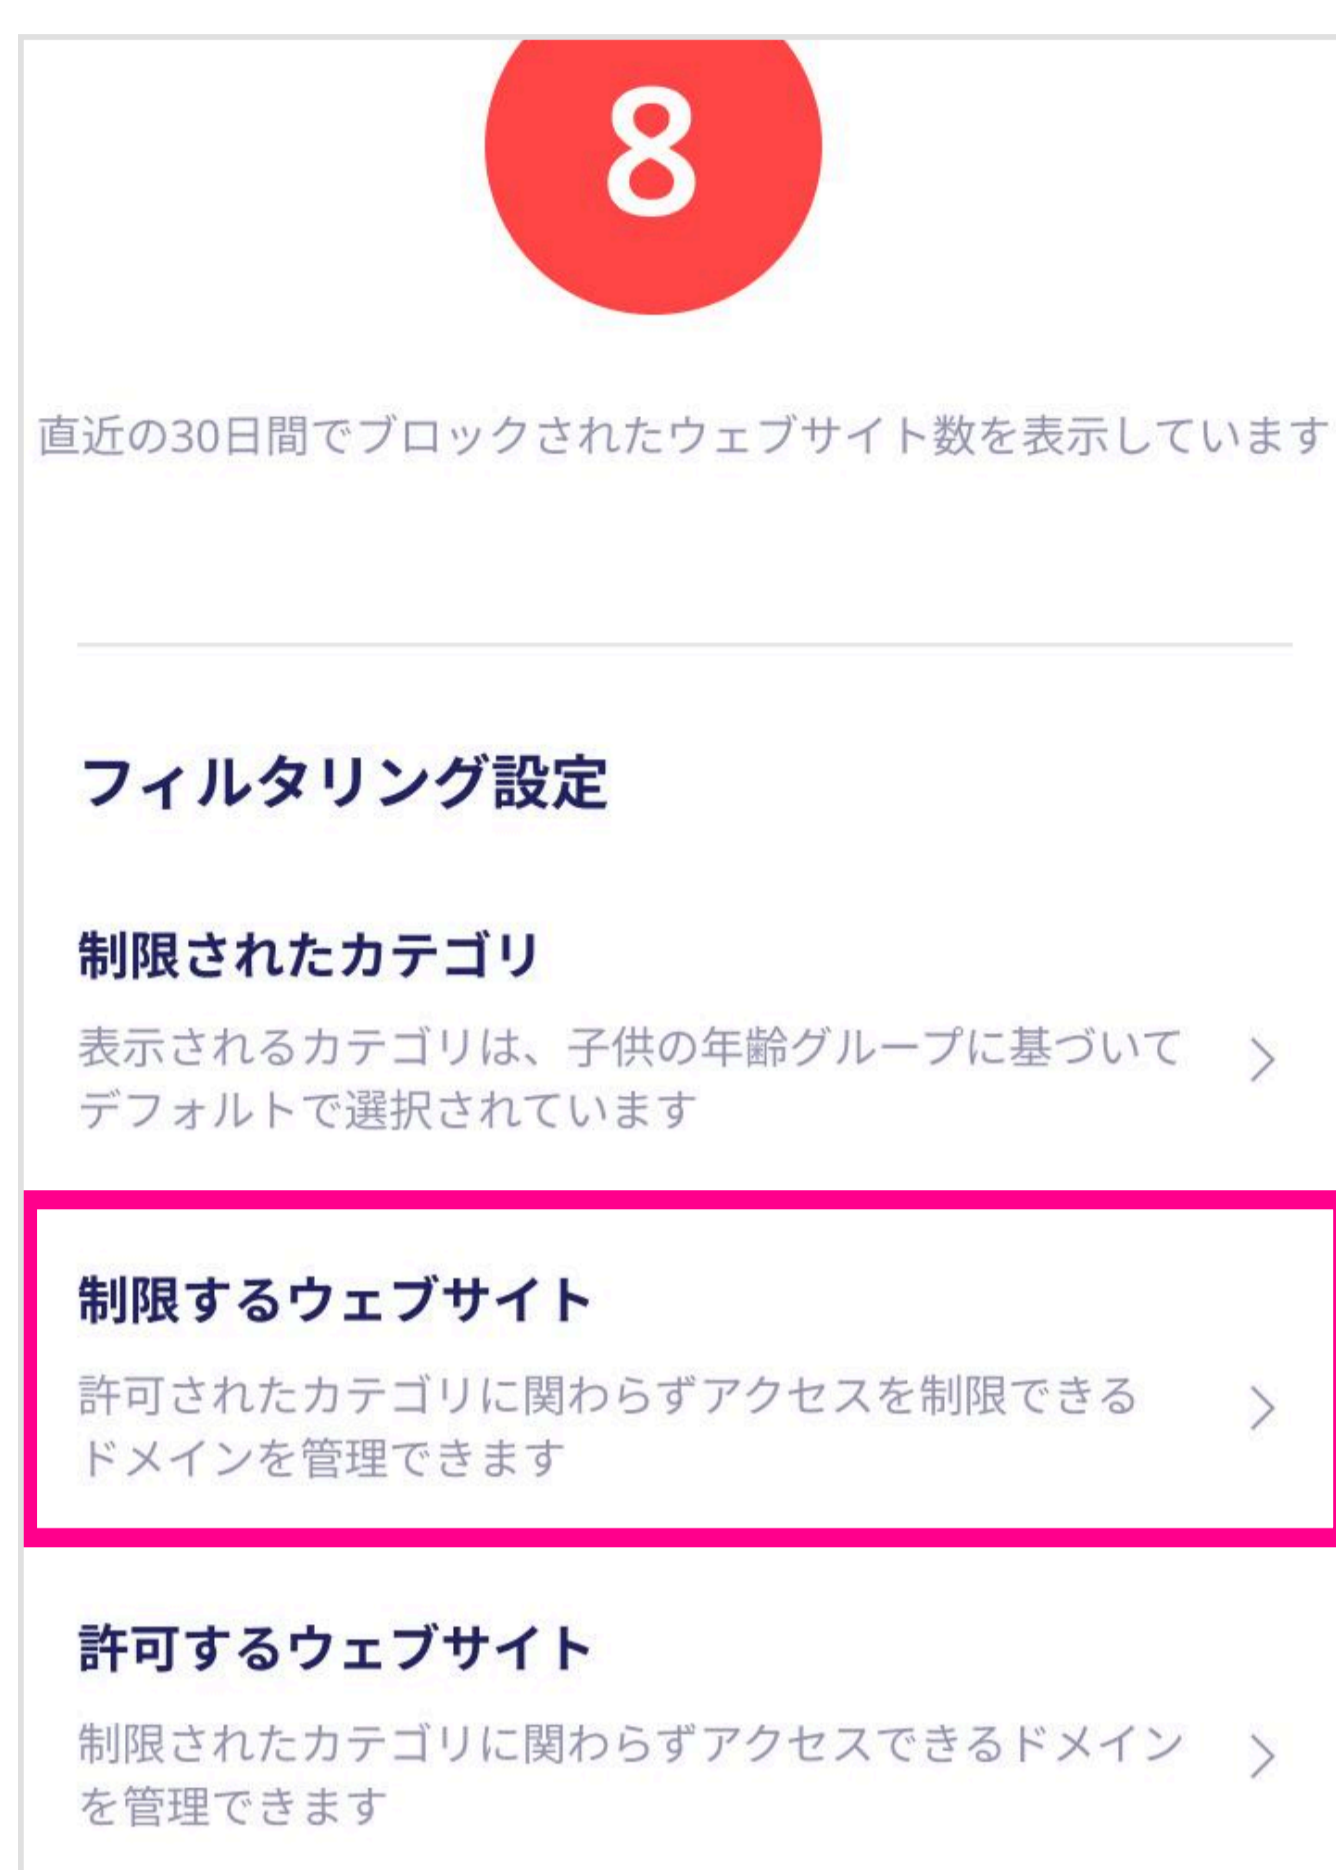 8
直近の30日間でブロックされたウェブサイト数を表示しています
フィルタリング設定
制限されたカテゴリ
表示されるカテゴリは、子供の年齢グループに基づいて
デフォルトで選択されています
制限するウェブサイト
許可されたカテゴリに関わらずアクセスを制限できる
ドメインを管理できます
許可するウェブサイト
制限されたカテゴリに関わらずアクセスできるドメイン
を管理できます